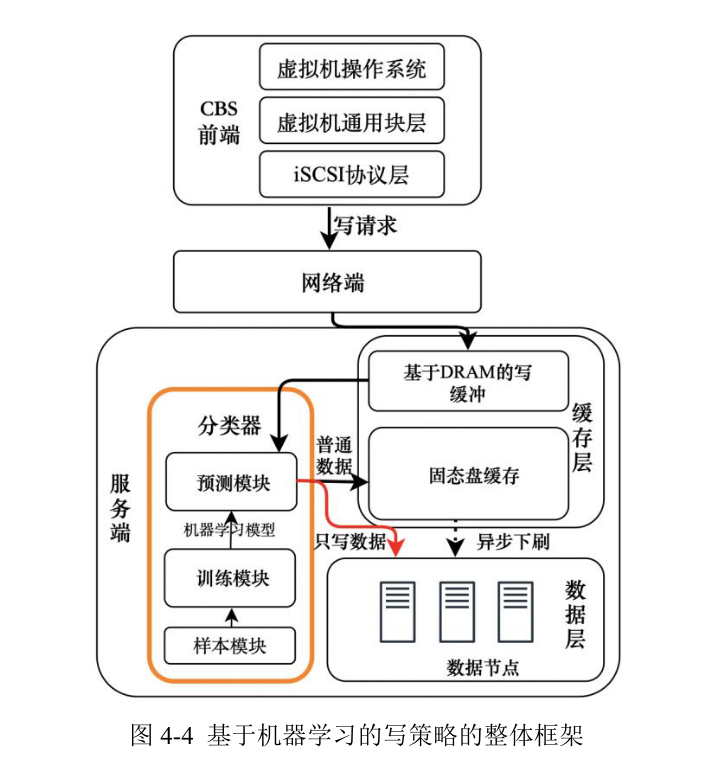 CBS
前端
虚拟机操作系统
虚拟机通用块层
iSCSI协议层
写请求
网络端
服务端
缓存层
基于DRAM的写
缓冲
固态盘缓存
分类器
预测模块
机器学习模型
训练模块
样本模块
普通
数据
只写数据
异步下刷
数据层
数据节点
图 4-4 基于机器学习的写策略的整体框架